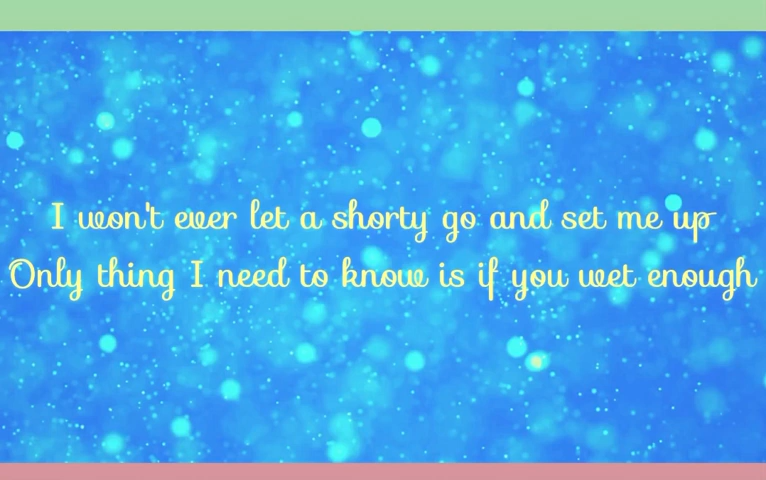 I won't ever let a shorty go and set me up
Only thing I need to know is if you wet enough